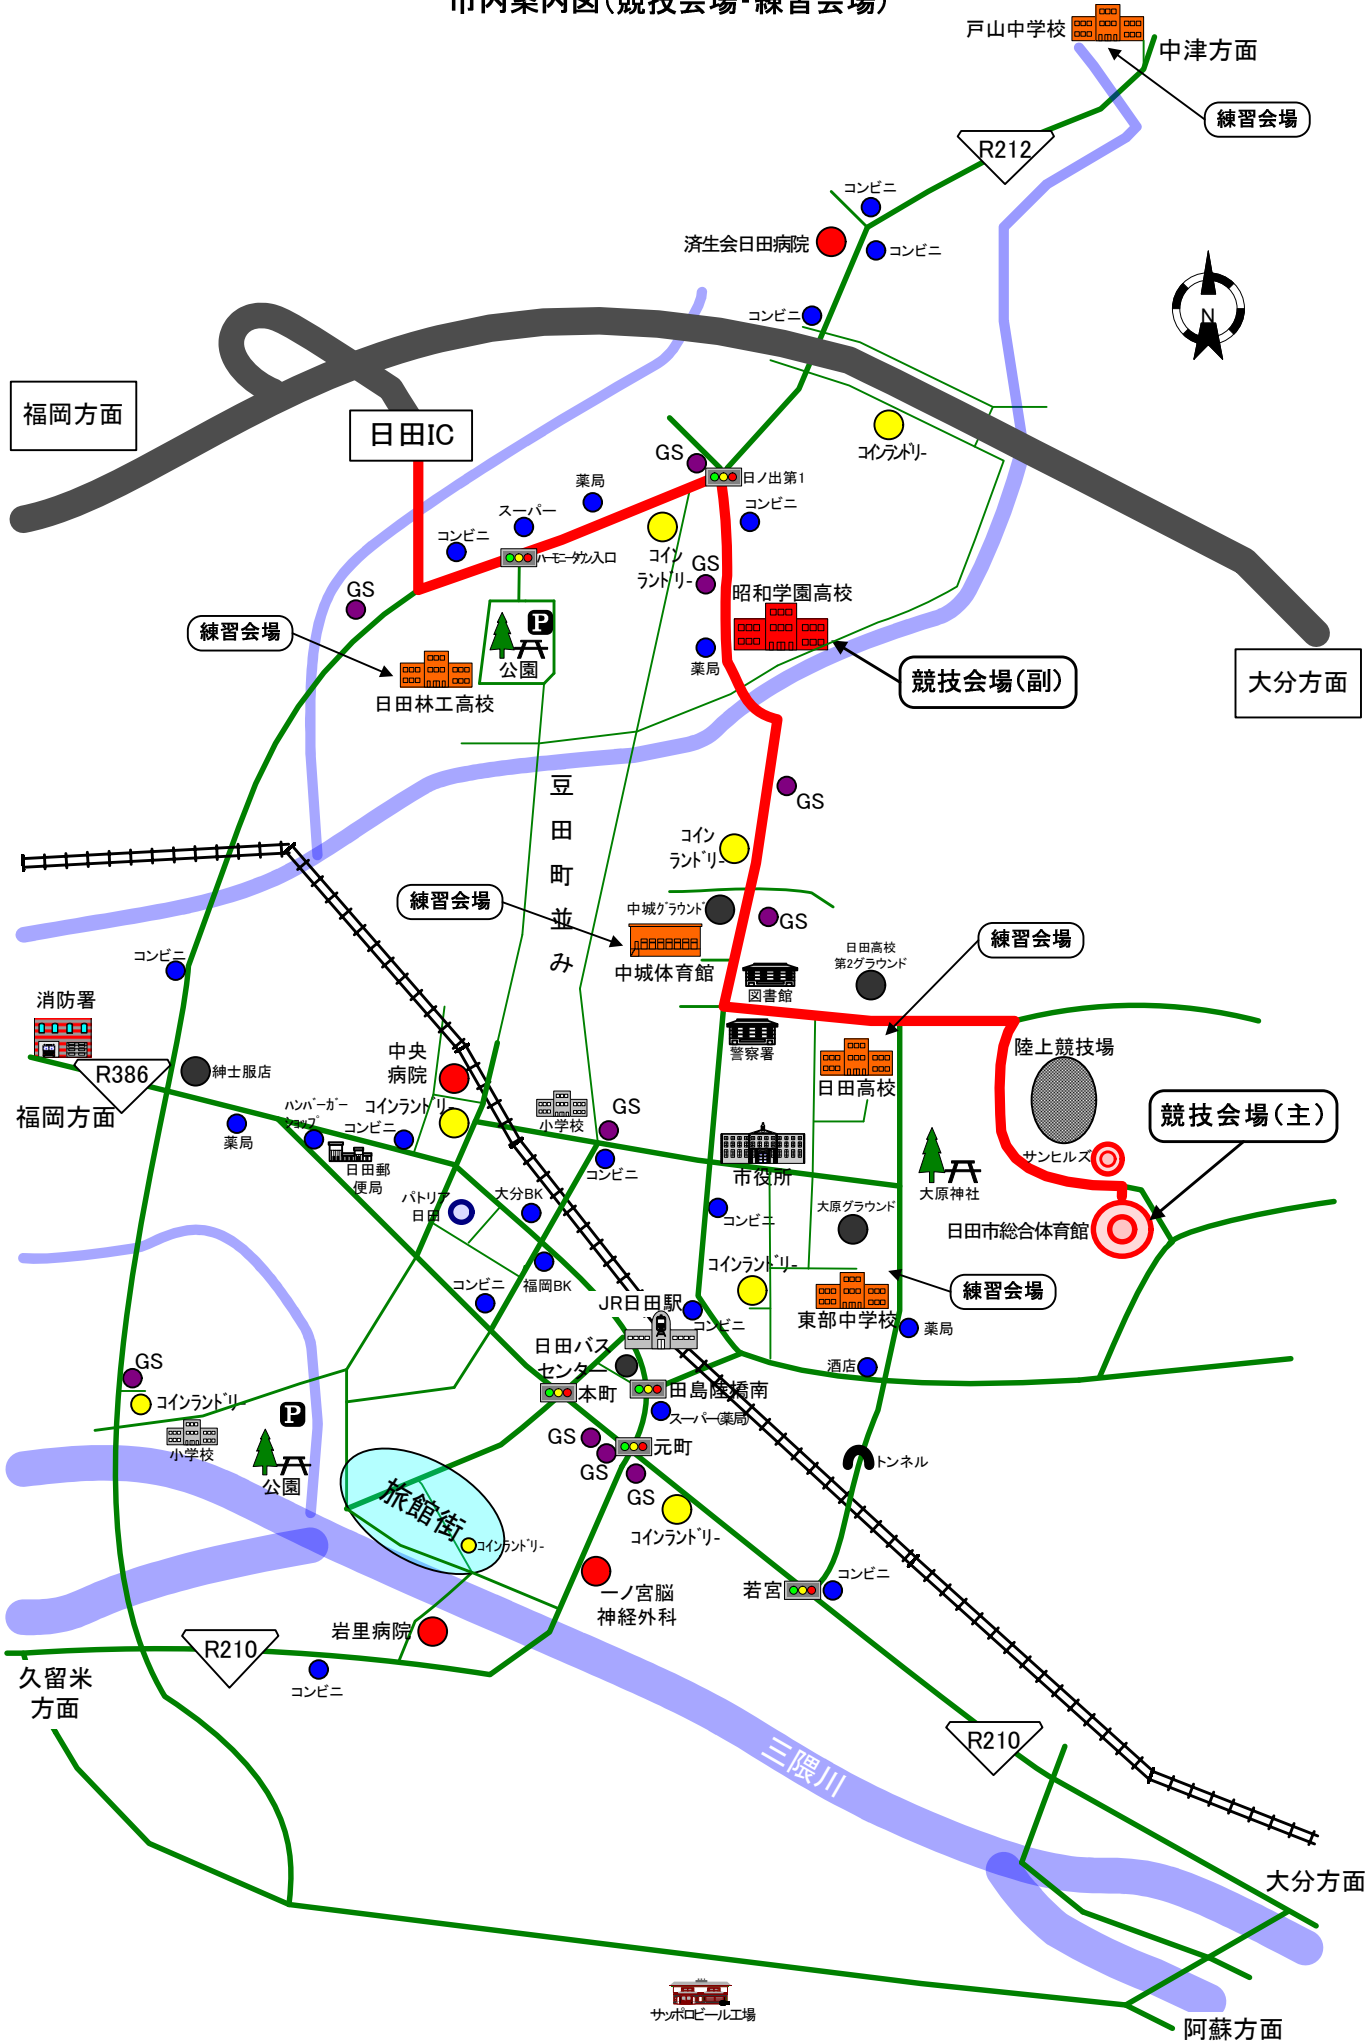 市内案内図（競技会場・練習会場）
戸山中学校
中津方面
練習会場
R212
コンビニ
済生会日田病院
コンビニ
コンビニ
N
福岡方面
日田IC
コインランドリー
GS
日ノ出第1
薬局
スーパー
コンビニ
コンビニ
ハーモニータウン入口
コイン
ランドリー
GS
GS
昭和学園高校
練習会場
P
公園
薬局
競技会場（副）
大分方面
日田林工高校
豆田町並み
GS
コイン
ランドリー
練習会場
中城グラウンド
GS
練習会場
日田高校
第2グラウンド
中城体育館
コンビニ
図書館
消防署
警察署
陸上競技場
中央
病院
R386
紳士服店
日田高校
福岡方面
ハンバーガー
ショップ
コインランドリー
小学校
GS
競技会場（主）
薬局
コンビニ
日田郵
便局
コンビニ
市役所
サンヒルズ
大原神社
パトリア
日田
大分BK
コンビニ
大原グラウンド
日田市総合体育館
コインランドリー
福岡BK
コンビニ
練習会場
JR日田駅
コンビニ
東部中学校
薬局
日田バス
センター
酒店
GS
本町
田島陸橋南
コインランドリー
P
スーパー（薬局）
小学校
GS
元町
トンネル
公園
GS
GS
旅館街
コインランドリー
コインランドリー
一ノ宮脳
神経外科
若宮
コンビニ
岩里病院
R210
久留米
方面
コンビニ
R210
三隈川
大分方面
サッポロビール工場
阿蘇方面